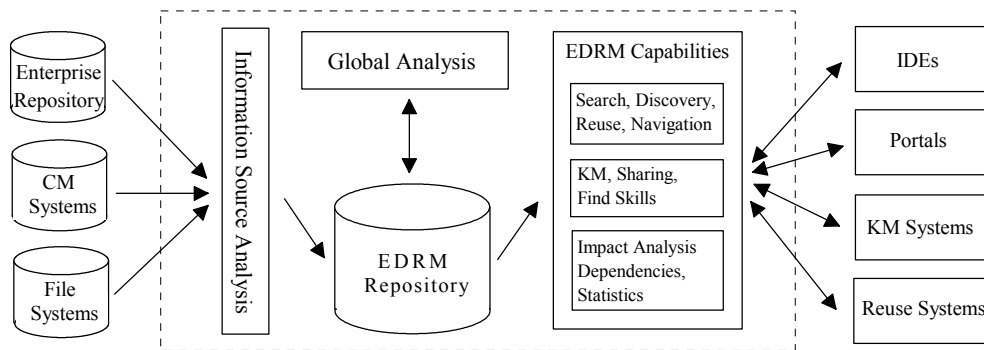 Enterprise
Repository
CM
Systems
File
Systems
Information Source Analysis
Global Analysis
EDRM
Repository
EDRM Capabilities
Search, Discovery,
Reuse, Navigation
KM, Sharing,
Find Skills
Impact Analysis
Dependencies,
Statistics
IDEs
Portals
KM Systems
Reuse Systems